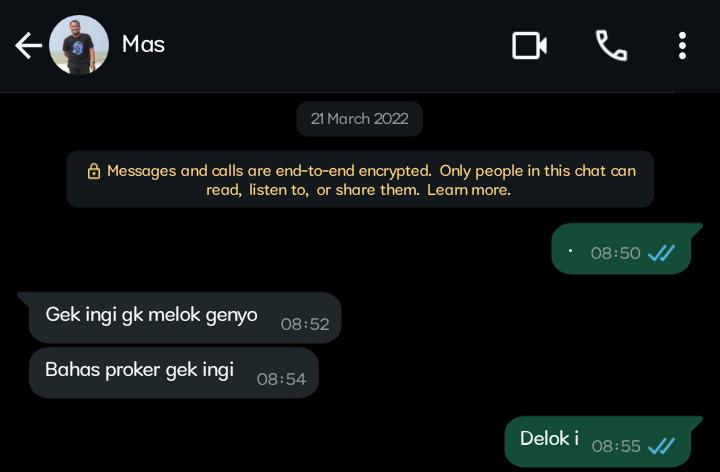 Mas
21 March 2022
Messages and calls are end-to-end encrypted. Only people in this chat can
read, listen to, or share them. Learn more.
. 08:50
Gek ingi gk melok genyo 08:52
Bahas proker gek ingi 08:54
Delok i 08:55